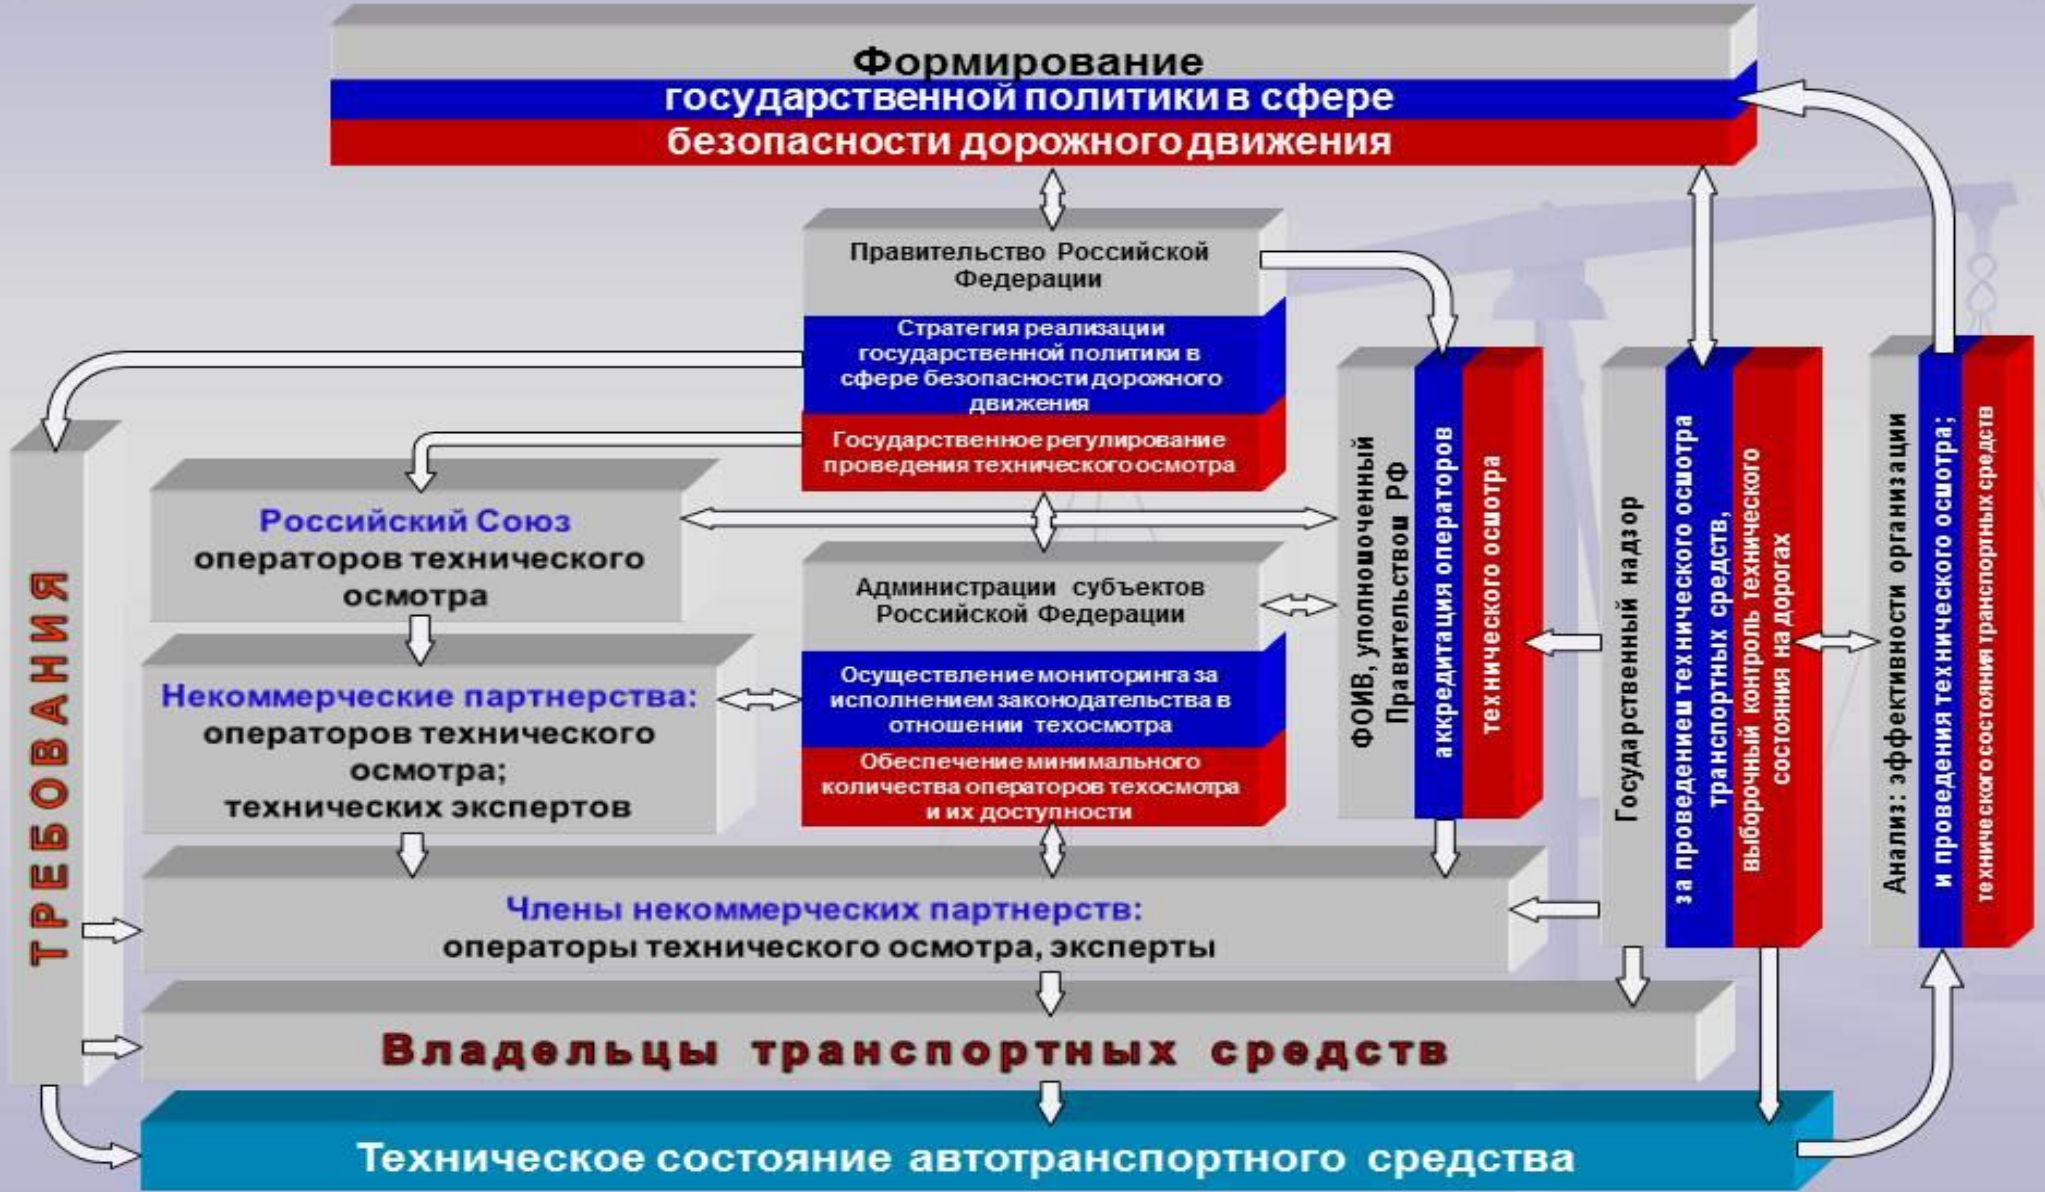 Формирование
государственной политики в сфере
безопасности дорожного движения
Правительство Российской
Федерации
Стратегия реализации
государственной политики в
сфере безопасности дорожного
движения
Государственное регулирование
проведения технического осмотра
ТРЕБОВАНИЯ
Российский Союз
операторов технического
осмотра
Некоммерческие партнерства:
операторов технического
осмотра;
технических экспертов
Администрации субъектов
Российской Федерации
Осуществление мониторинга за
исполнением законодательства в
отношении техосмотра
Обеспечение минимального
количества операторов техосмотра
и их доступности
ФОИВ, уполномоченный
Правительством РФ
аккредитация операторов
технического осмотра
Государственный надзор
за проведением технического осмотра
транспортных средств,
выборочный контроль технического
состояния на дорогах
Анализ: эффективности организации
и проведения технического осмотра;
технического состояния транспортных средств
Члены некоммерческих партнерств:
операторы технического осмотра, эксперты
Владельцы транспортных средств
Техническое состояние автотранспортного средства